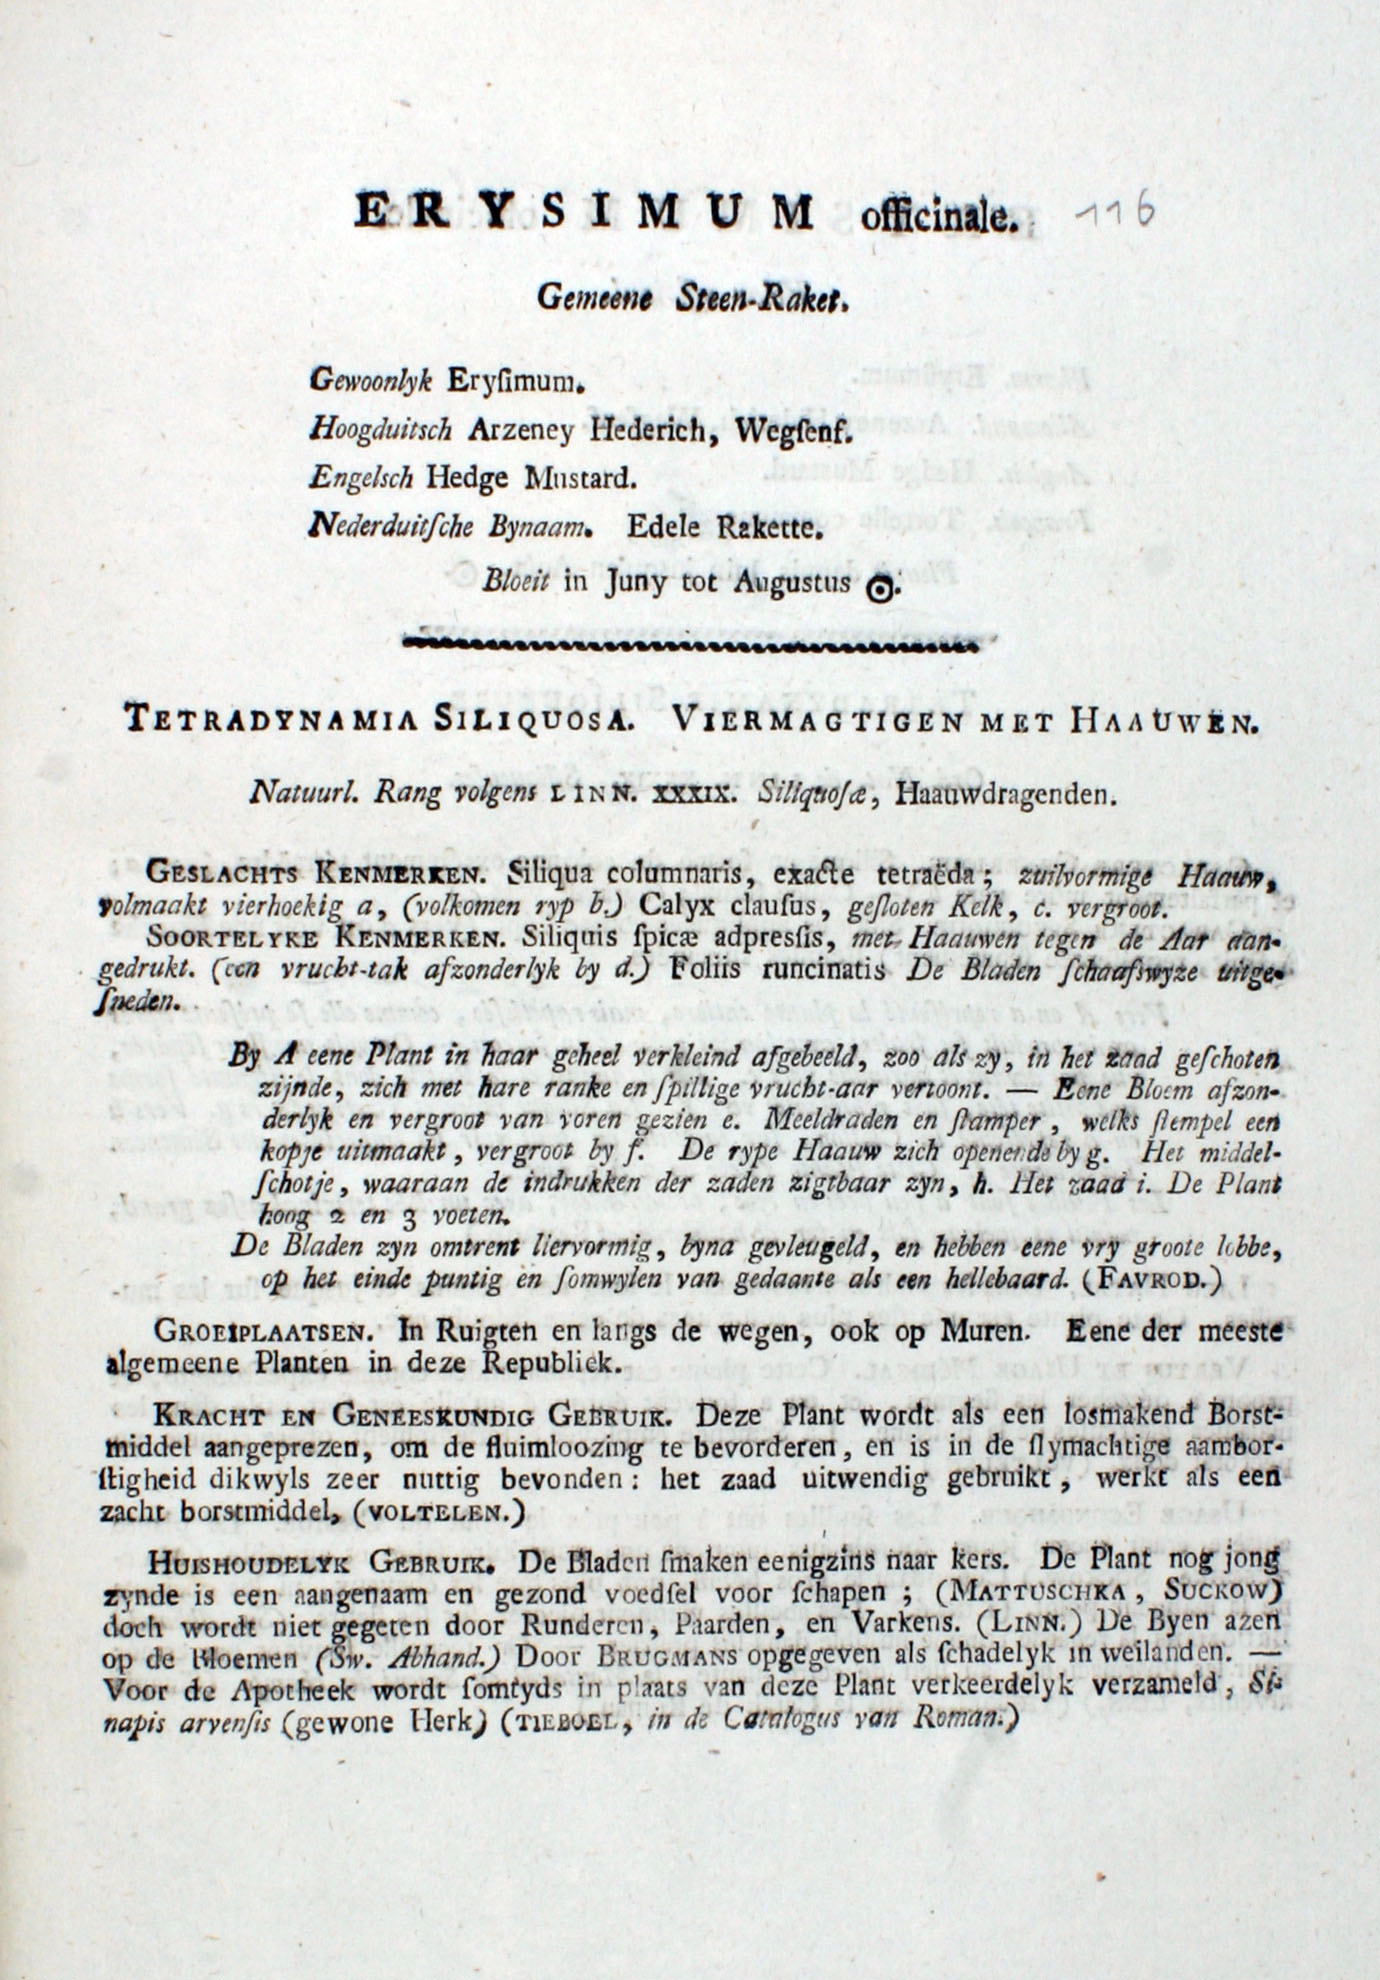 ERYSIMUM officinale. 116
Gemeene Steen-Raket.
Gewoonlyk Eryſimum.
Hoogduitsch Arzeney Hederich, Wegſenf.
Engelsch Hedge Mustard.
Nederduitſche Bynaam. Edele Rakette.
Bloeit in Juny tot Augustus ☉.
TETRADYNAMIA SILIQUOSA. VIERMAGTIGEN MET HAAUWEN.
Natuurl. Rang volgens LINN. XXXIX. Siliquoſæ, Haauwdragenden.
GESLACHTS KENMERKEN. Siliqua columnaris, exacte tetraëda; zuilvormige Haauw,
volmaakt vierhoekig a, (volkomen ryp b.) Calyx clauſus, geſloten Kelk, c. vergroot.
SOORTELYKE KENMERKEN. Siliquis ſpicæ adpresſis, met Haauwen tegen de Aar aan-
gedrukt. (een vrucht-tak afzonderlyk by d.) Foliis runcinatis De Bladen ſchaafswyze uitge-
ſneden.
By A eene Plant in haar geheel verkleind afgebeeld, zoo als zy, in het zaad geſchoten
zijnde, zich met hare ranke en ſpillige vrucht-aar vertoont. — Eene Bloem afzon-
derlyk en vergroot van voren gezien e. Meeldraden en ſtamper, welks ſtempel een
kopje uitmaakt, vergroot by f. De rype Haauw zich openende by g. Het middel-
ſchotje, waaraan de indrukken der zaden zigtbaar zyn, h. Het zaad i. De Plant
hoog 2 en 3 voeten.
De Bladen zyn omtrent liervormig, byna gevleugeld, en hebben eene vry groote lobbe,
op het einde puntig en ſomwylen van gedaante als een hellebaard. (FAVROD.)
GROEIPLAATSEN. In Ruigten en langs de wegen, ook op Muren. Eene der meeste
algemeene Planten in deze Republiek.
KRACHT EN GENEESKUNDIG GEBRUIK. Deze Plant wordt als een losmakend Borst-
middel aangeprezen, om de fluimloozing te bevorderen, en is in de ſlymachtige aambor-
ſtigheid dikwyls zeer nuttig bevonden: het zaad uitwendig gebruikt, werkt als een
zacht borstmiddel, (VOLTELEN.)
HUISHOUDELYK GEBRUIK. De Bladen ſmaken eenigzins naar kers. De Plant nog jong
zynde is een aangenaam en gezond voedſel voor ſchapen; (MATTUSCHKA, SUCKOW)
doch wordt niet gegeten door Runderen, Paarden, en Varkens. (LINN.) De Byen azen
op de Bloemen (Sw. Abhand.) Door BRUGMANS opgegeven als ſchadelyk in weilanden. —
Voor de Apotheek wordt ſomtyds in plaats van deze Plant verkeerdelyk verzameld, Si-
napis arvenſis (gewone Herk) (TIEBOEL, in de Catalogus van Roman.)